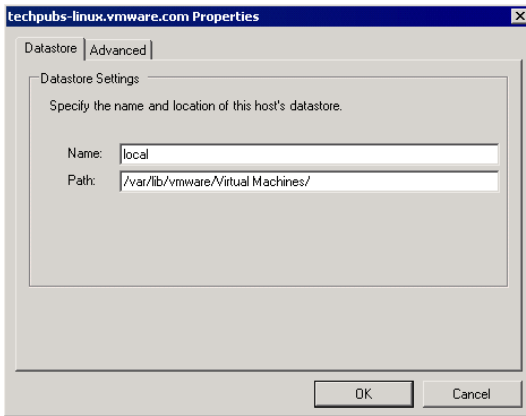 techpubs-linux.vmware.com Properties
Datastore Advanced
Datastore Settings
Specify the name and location of this host's datastore.
Name: local
Path: /var/lib/vmware/Virtual Machines/
OK Cancel